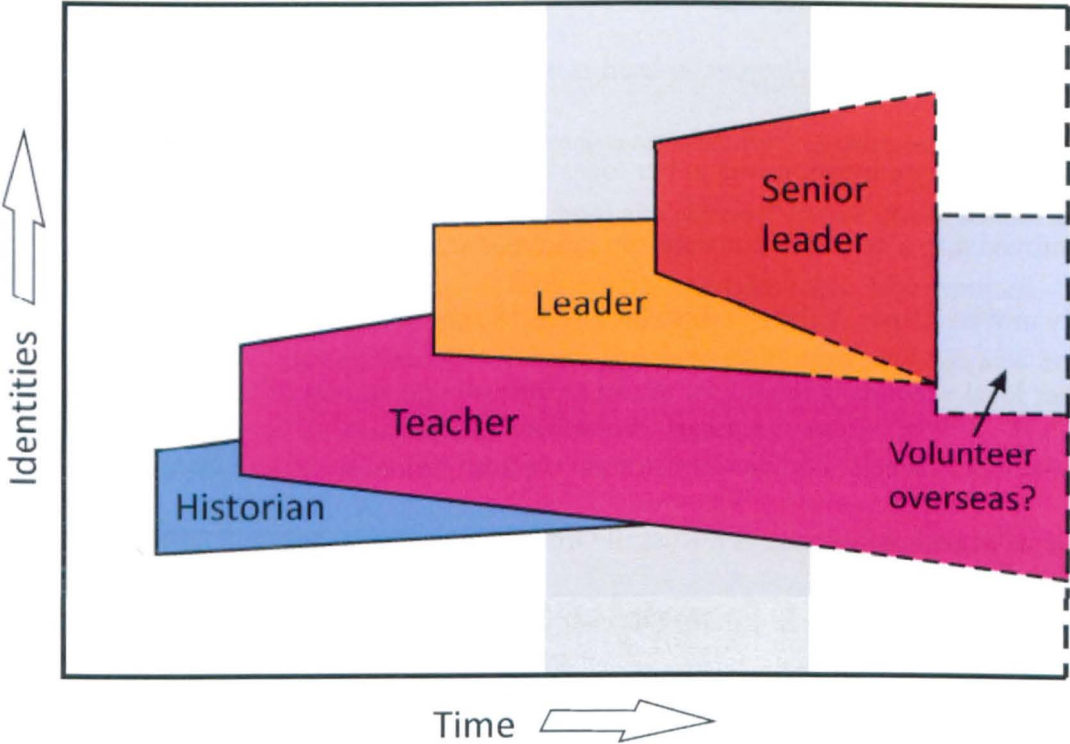 Identities
Senior
leader
Leader
Teacher
Historian
Volunteer
overseas?
Time